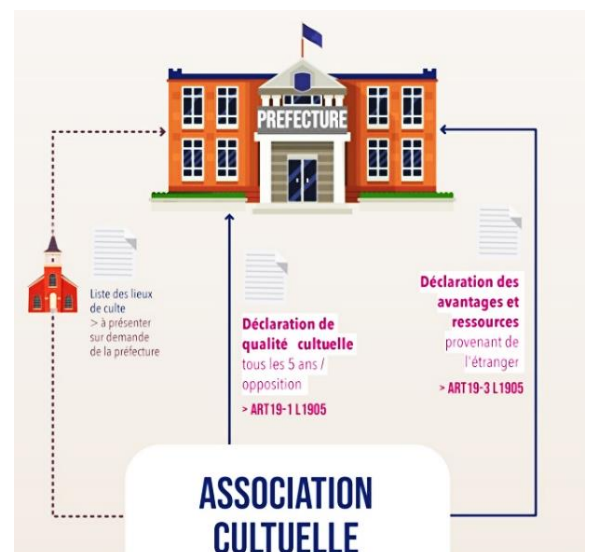 PREFECTURE
Liste des lieux
de culte
> à présenter
sur demande
de la préfecture
Déclaration de
qualité cultuelle
tous les 5 ans /
opposition
> ART19-1 L1905
Déclaration des
avantages et
ressources
provenant de
l'étranger
> ART19-3 L1905
ASSOCIATION
CULTUELLE